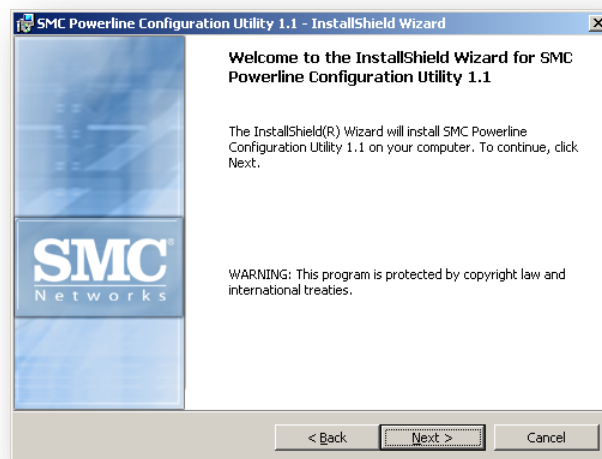 SMC Powerline Configuration Utility 1.1 - InstallShield Wizard
Welcome to the InstallShield Wizard for SMC
Powerline Configuration Utility 1.1
The InstallShield(R) Wizard will install SMC Powerline
Configuration Utility 1.1 on your computer. To continue, click
Next.
SMC®
Networks
WARNING: This program is protected by copyright law and
international treaties.
< Back
Next >
Cancel